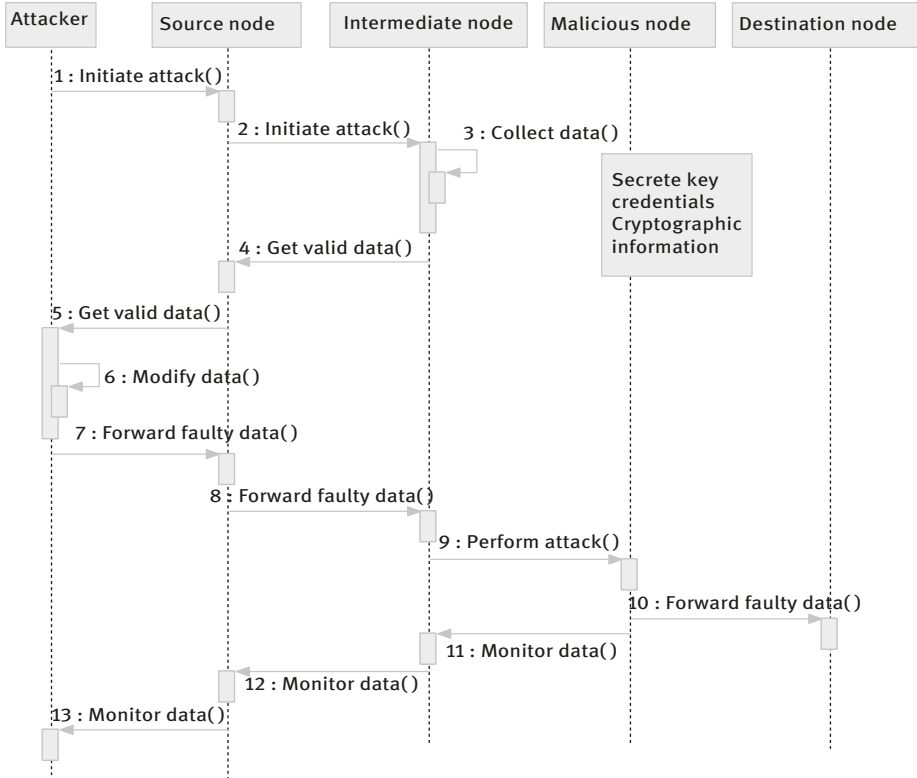 Attacker
Source node
Intermediate node
Malicious node
Destination node
1 : Initiate attack()
2 : Initiate attack()
3 : Collect data()
Secrete key
credentials
Cryptographic
information
4 : Get valid data()
5 : Get valid data()
6 : Modify data()
7 : Forward faulty data()
8 : Forward faulty data()
9 : Perform attack()
10 : Forward faulty data()
11 : Monitor data()
12 : Monitor data()
13 : Monitor data()